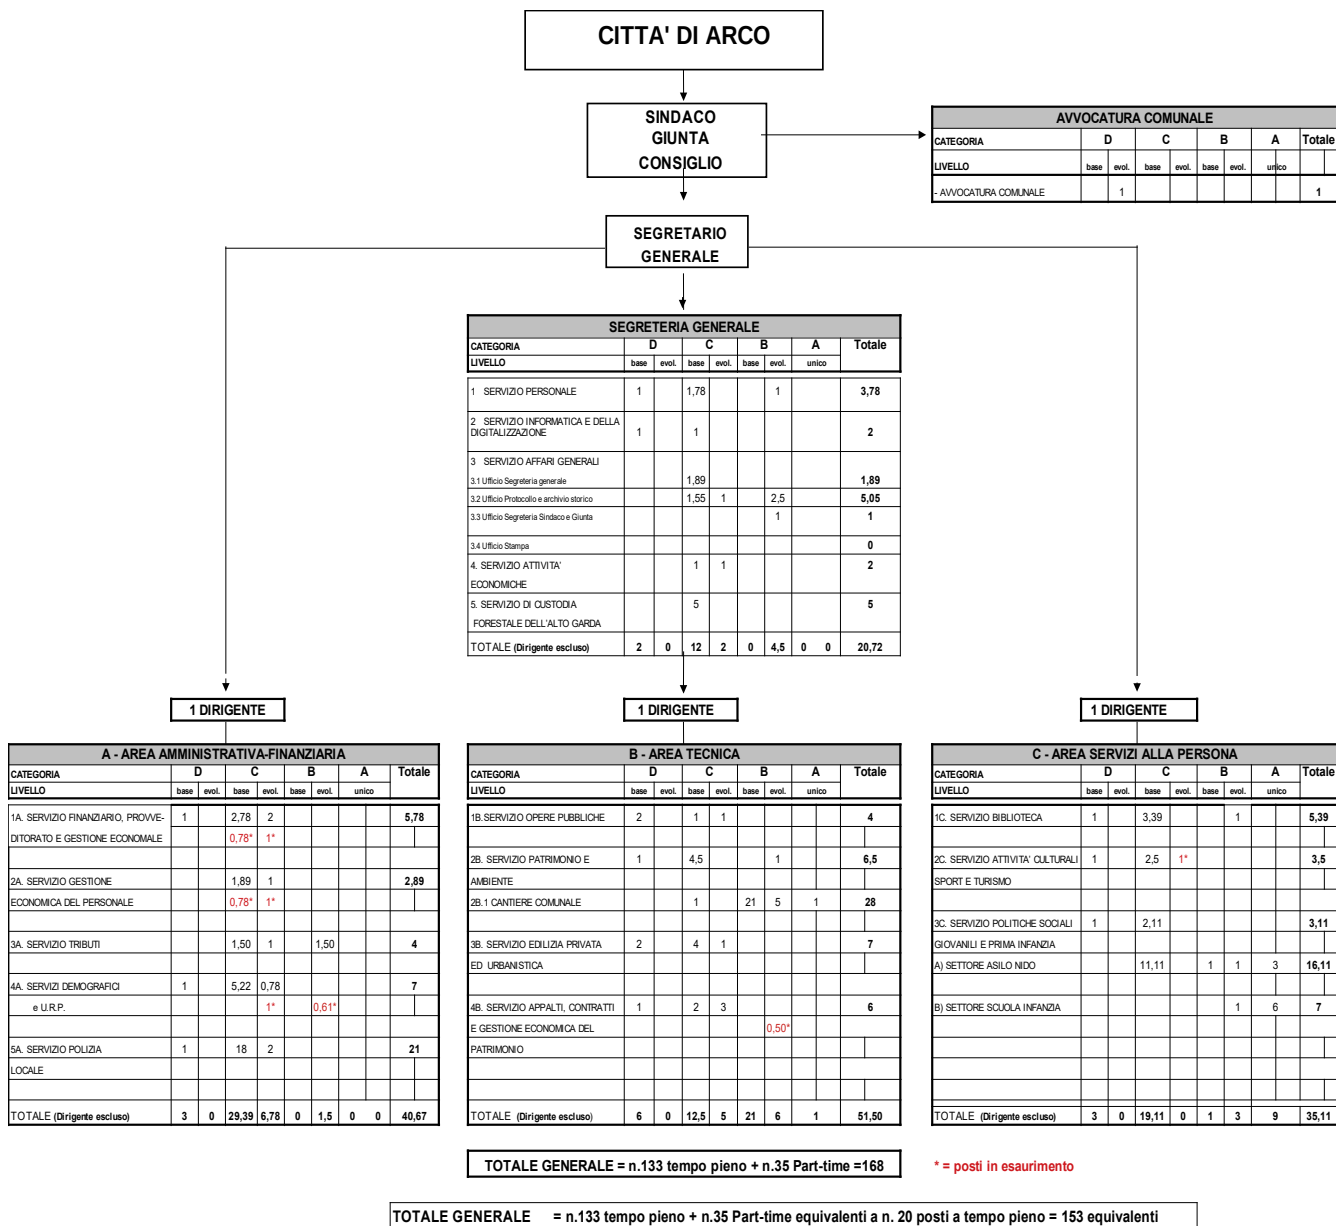 CITTA' DI ARCO
SINDACO
GIUNTA
CONSIGLIO
AVVOCATURA COMUNALE
CATEGORIA D C B A Totale
LIVELLO base evol. base evol. base evol. unico
- AVVOCATURA COMUNALE 1 1
SEGRETARIO
GENERALE
SEGRETERIA GENERALE
CATEGORIA D C B A Totale
LIVELLO base evol. base evol. base evol. unico
1 SERVIZIO PERSONALE 1 1,78 1 3,78
2 SERVIZIO INFORMATICA E DELLA
DIGITALIZZAZIONE 1 1 2
3 SERVIZIO AFFARI GENERALI
3.1 Ufficio Segreteria generale 1,89 1,89
3.2 Ufficio Protocollo e archivio storico 1,55 1 2,5 5,05
3.3 Ufficio Segreteria Sindaco e Giunta 1 1
3.4 Ufficio Stampa 0
4. SERVIZIO ATTIVITA' 1 1 2
ECONOMICHE
5. SERVIZIO DI CUSTODIA 5 5
FORESTALE DELL'ALTO GARDA
TOTALE (Dirigente escluso) 2 0 12 2 0 4,5 0 0 20,72
1 DIRIGENTE
A - AREA AMMINISTRATIVA-FINANZIARIA
CATEGORIA D C B A Totale
LIVELLO base evol. base evol. base evol. unico
1A. SERVIZIO FINANZIARIO, PROVVE- 1 2,78 2 5,78
DITORATO E GESTIONE ECONOMALE 0,78* 1*
2A. SERVIZIO GESTIONE 1,89 1 2,89
ECONOMICA DEL PERSONALE 0,78* 1*
3A. SERVIZIO TRIBUTI 1,50 1 1,50 4
4A. SERVIZI DEMOGRAFICI 1 5,22 0,78 7
e U.R.P. 1* 0,61*
5A. SERVIZIO POLIZIA 1 18 2 21
LOCALE
TOTALE (Dirigente escluso) 3 0 29,39 6,78 0 1,5 0 0 40,67
1 DIRIGENTE
B - AREA TECNICA
CATEGORIA D C B A Totale
LIVELLO base evol. base evol. base evol. unico
1B.SERVIZIO OPERE PUBBLICHE 2 1 1 4
2B. SERVIZIO PATRIMONIO E 1 4,5 1 6,5
AMBIENTE
2B.1 CANTIERE COMUNALE 1 21 5 1 28
3B. SERVIZIO EDILIZIA PRIVATA 2 4 1 7
ED URBANISTICA
4B. SERVIZIO APPALTI, CONTRATTI 1 2 3 6
E GESTIONE ECONOMICA DEL 0,50*
PATRIMONIO
TOTALE (Dirigente escluso) 6 0 12,5 5 21 6 1 51,50
1 DIRIGENTE
C - AREA SERVIZI ALLA PERSONA
CATEGORIA D C B A Totale
LIVELLO base evol. base evol. base evol. unico
1C. SERVIZIO BIBLIOTECA 1 3,39 1 5,39
2C. SERVIZIO ATTIVITA' CULTURALI 1 2,5 1* 3,5
SPORT E TURISMO
3C. SERVIZIO POLITICHE SOCIALI 1 2,11 3,11
GIOVANILI E PRIMA INFANZIA
A) SETTORE ASILO NIDO 11,11 1 1 3 16,11
B) SETTORE SCUOLA INFANZIA 1 6 7
TOTALE (Dirigente escluso) 3 0 19,11 0 1 3 9 35,11
TOTALE GENERALE = n.133 tempo pieno + n.35 Part-time =168
* = posti in esaurimento
TOTALE GENERALE = n.133 tempo pieno + n.35 Part-time equivalenti a n. 20 posti a tempo pieno = 153 equivalenti